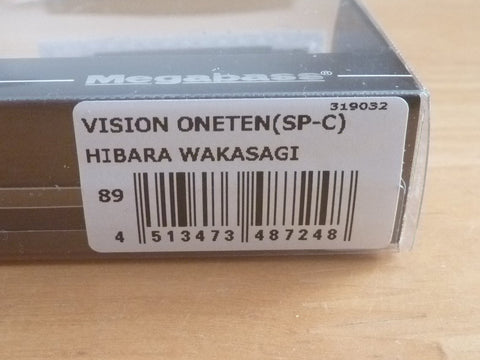 Megabass®
319032
VISION ONETEN(SP-C)
HIBARA WAKASAGI
89
4 513473 487248